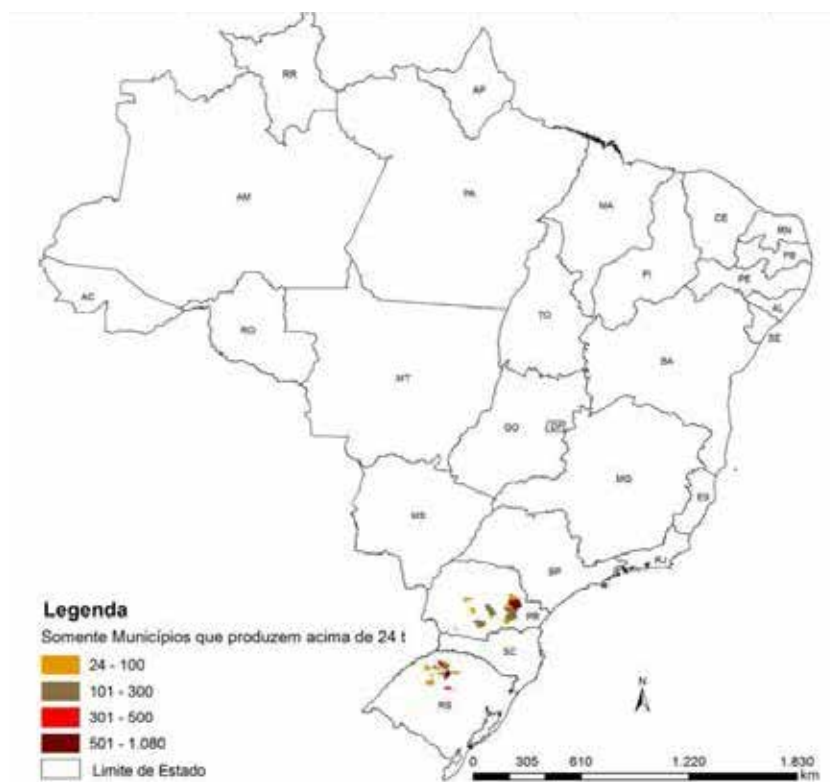 RR
AP
AM
PA
MA
CE
RN
PB
PE
AL
SE
PI
AC
RO
TO
BA
MT
GO
DF
MG
ES
MS
SP
RJ
PR
SC
RS
Legenda
Somente Municípios que produzem acima de 24 t
24 - 100
101 - 300
301 - 500
501 - 1.080
Limite de Estado
N
0 305 610 1.220 1.830
km